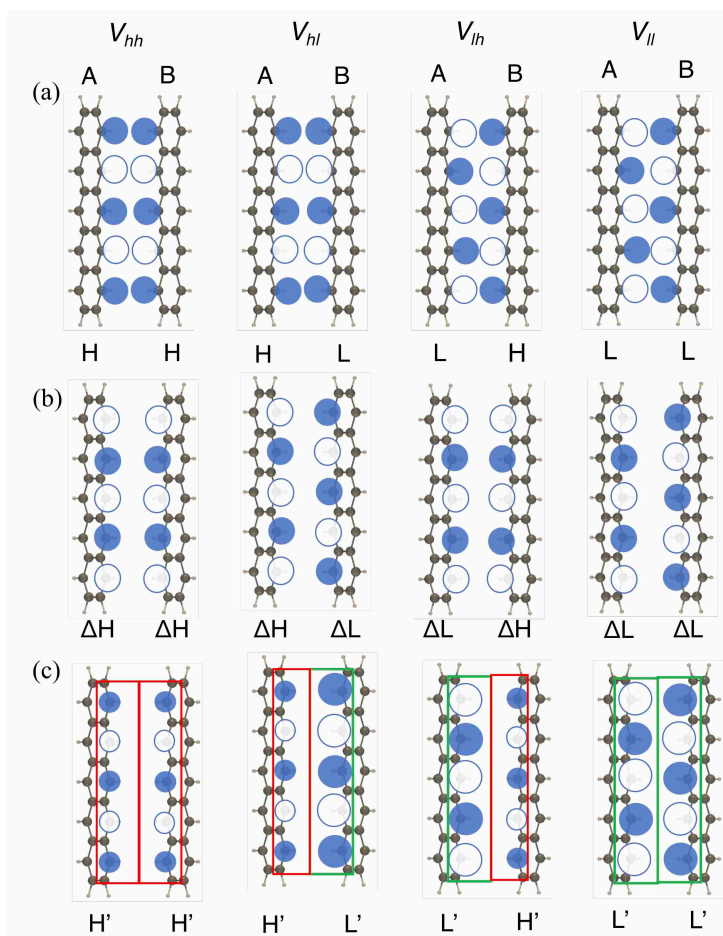 V_hh V_hl V_lh V_ll
A B A B A B A B
(a)
H H H L L H L L
(b)
ΔH ΔH ΔH ΔL ΔL ΔH ΔL ΔL
(c)
H’ H’ H’ L’ L’ H’ L’ L’